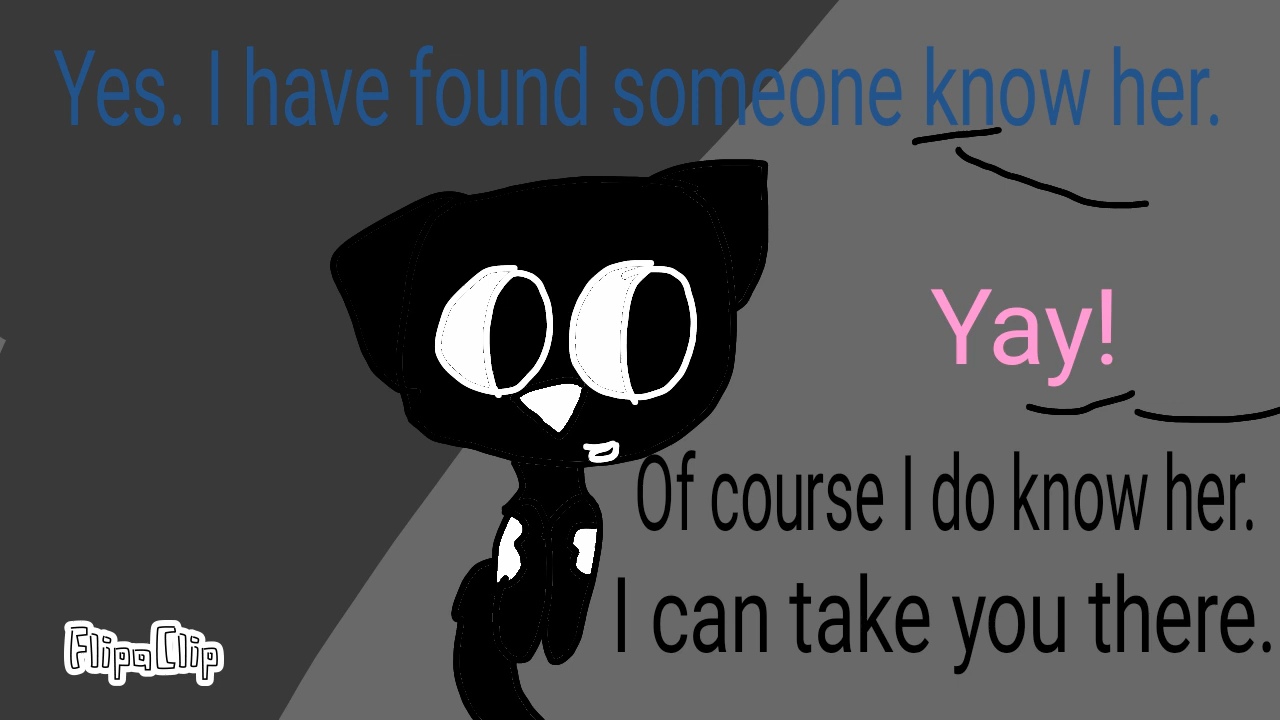 Yes. I have found someone know her.
Yay!
Of course I do know her.
I can take you there.
FlipaClip